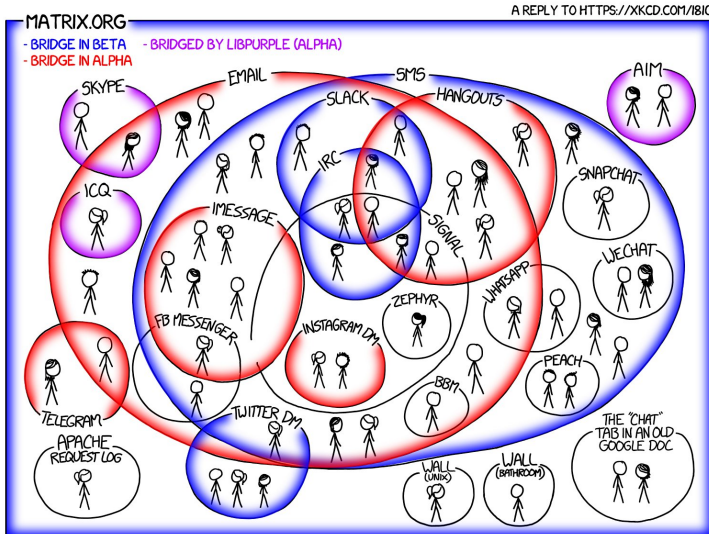 A REPLY TO HTTPS://XKCD.COM/1810
MATRIX.ORG
- BRIDGE IN BETA - BRIDGED BY LIBPURPLE (ALPHA)
- BRIDGE IN ALPHA
SKYPE
EMAIL
SMS
AIM
SLACK
HANGOUTS
IRC
SNAPCHAT
ICQ
IMESSAGE
SIGNAL
WECHAT
ZEPHYR
WHATSAPP
FB MESSENGER
INSTAGRAM DM
PEACH
BBM
TELEGRAM
TWITTER DM
APACHE
REQUEST LOG
THE "CHAT"
TAB IN AN OLD
GOOGLE DOC
WALL
(UNIX)
WALL
(BATHROOM)